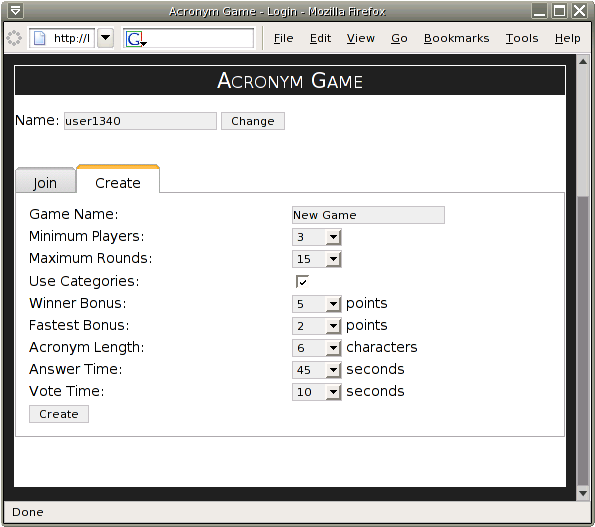 Acronym Game - Login - Mozilla Firefox
http://l G File Edit View Go Bookmarks Tools Help
Acronym Game
Name: user1340 Change
Join Create
Game Name: New Game
Minimum Players: 3
Maximum Rounds: 15
Use Categories:
Winner Bonus: 5 points
Fastest Bonus: 2 points
Acronym Length: 6 characters
Answer Time: 45 seconds
Vote Time: 10 seconds
Create
Done